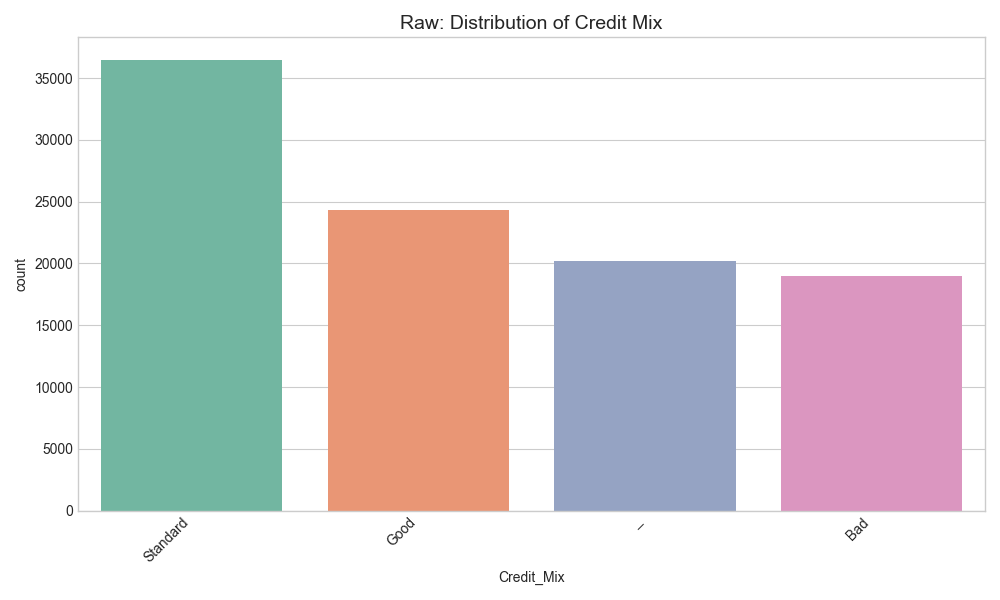 Raw: Distribution of Credit Mix
count
35000
30000
25000
20000
15000
10000
5000
0
Standard
Good
_
Bad
Credit_Mix